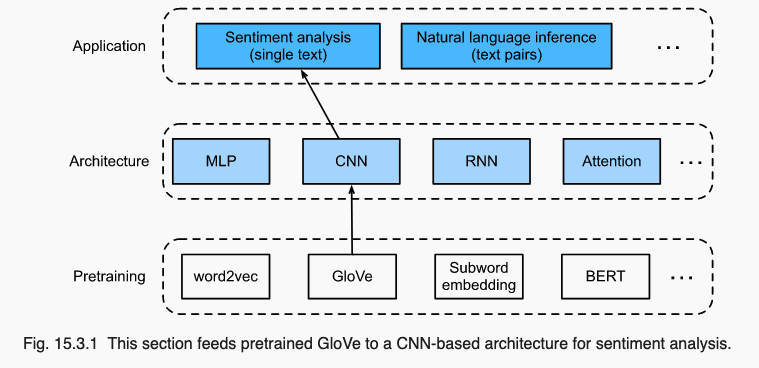 Application
Sentiment analysis
(single text)
Natural language inference
(text pairs)
...
Architecture
MLP
CNN
RNN
Attention
...
Pretraining
word2vec
GloVe
Subword
embedding
BERT
...
Fig. 15.3.1 This section feeds pretrained GloVe to a CNN-based architecture for sentiment analysis.